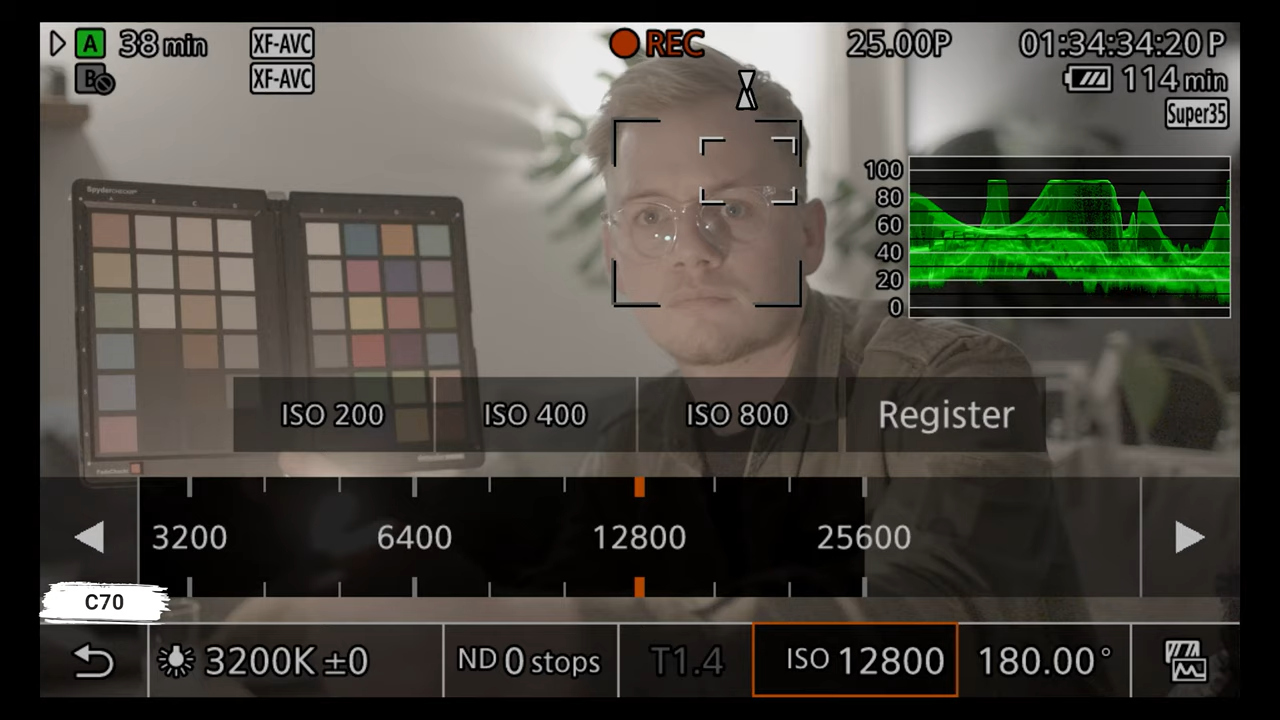 A 38 min XF-AVC REC 25.00P 01:34:34:20 P
B XF-AVC 114 min
Super35
SpyderCHECKR
100
80
60
40
20
0
ISO 200 ISO 400 ISO 800 Register
3200 6400 12800 25600
C70
3200K ±0 ND 0 stops T1.4 ISO 12800 180.00°